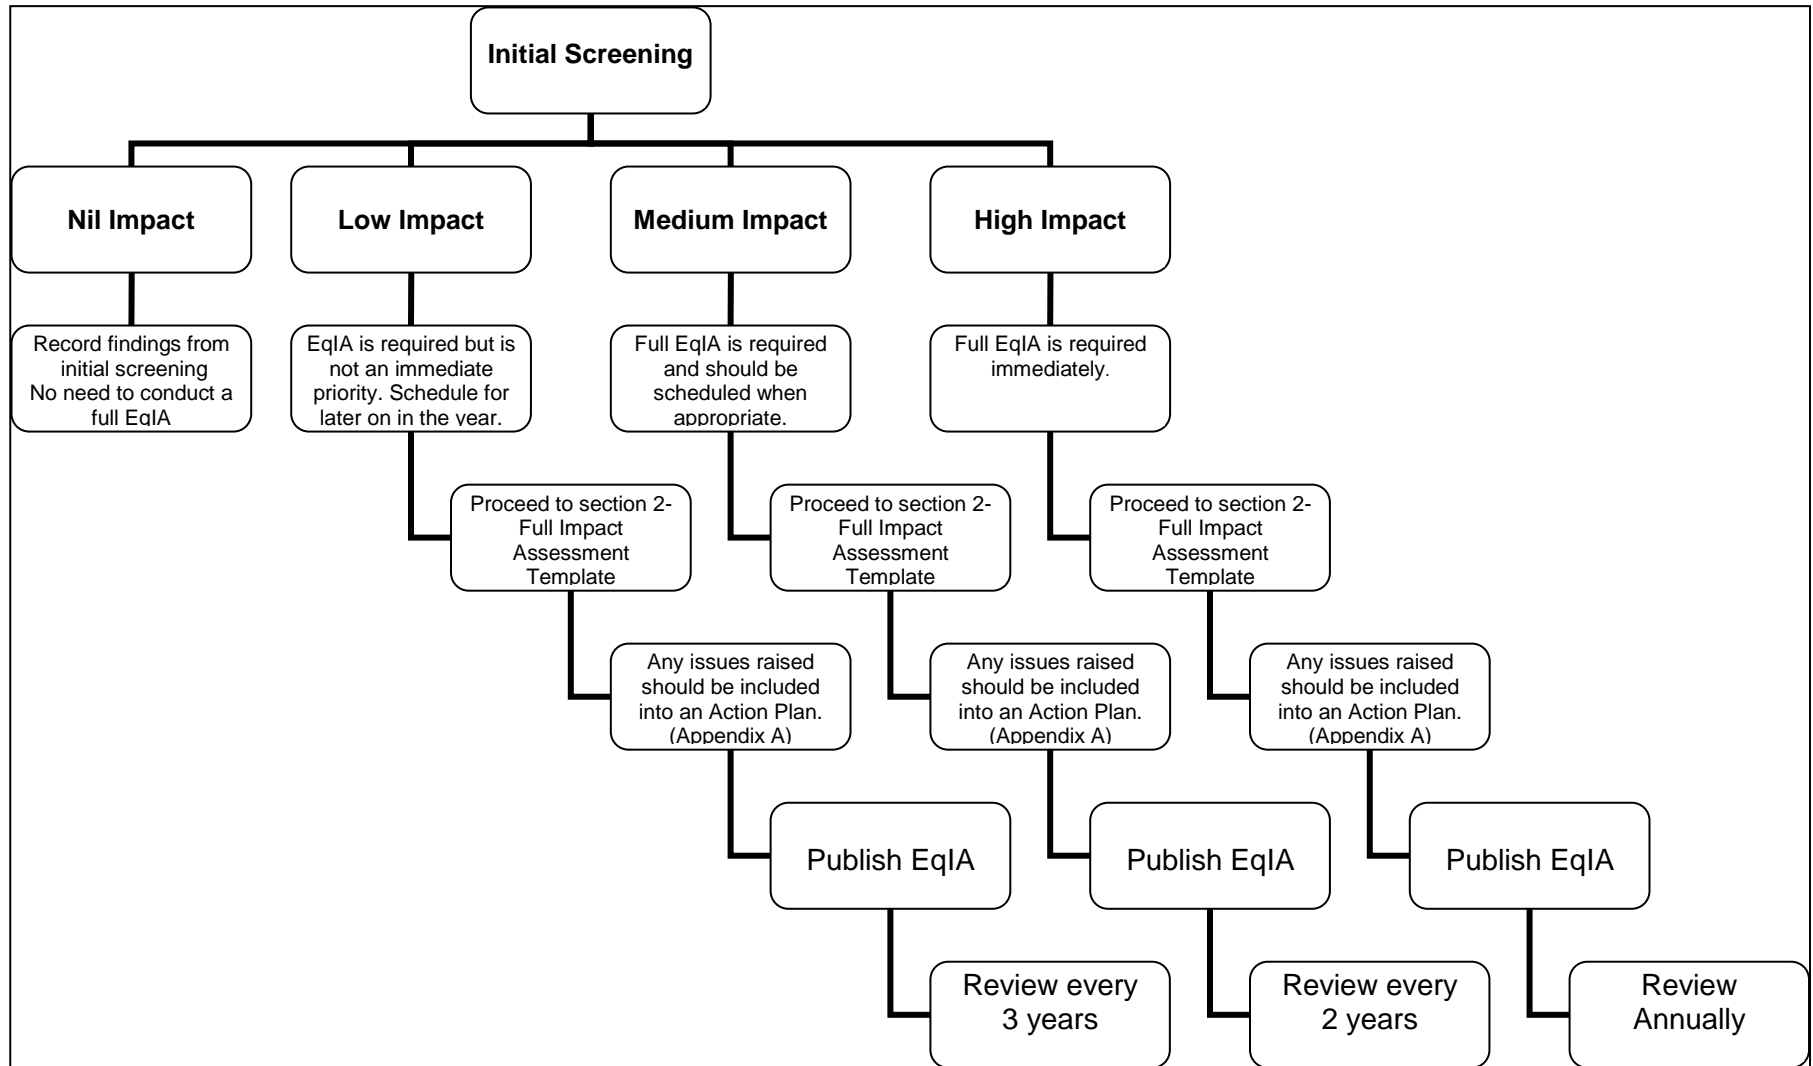 Initial Screening
Nil Impact
Low Impact
Medium Impact
High Impact
Record findings from
initial screening
No need to conduct a
full EqIA
EqIA is required but is
not an immediate
priority. Schedule for
later on in the year.
Full EqIA is required
and should be
scheduled when
appropriate.
Full EqIA is required
immediately.
Proceed to section 2-
Full Impact
Assessment
Template
Proceed to section 2-
Full Impact
Assessment
Template
Proceed to section 2-
Full Impact
Assessment
Template
Any issues raised
should be included
into an Action Plan.
(Appendix A)
Any issues raised
should be included
into an Action Plan.
(Appendix A)
Any issues raised
should be included
into an Action Plan.
(Appendix A)
Publish EqIA
Publish EqIA
Publish EqIA
Review every
3 years
Review every
2 years
Review
Annually